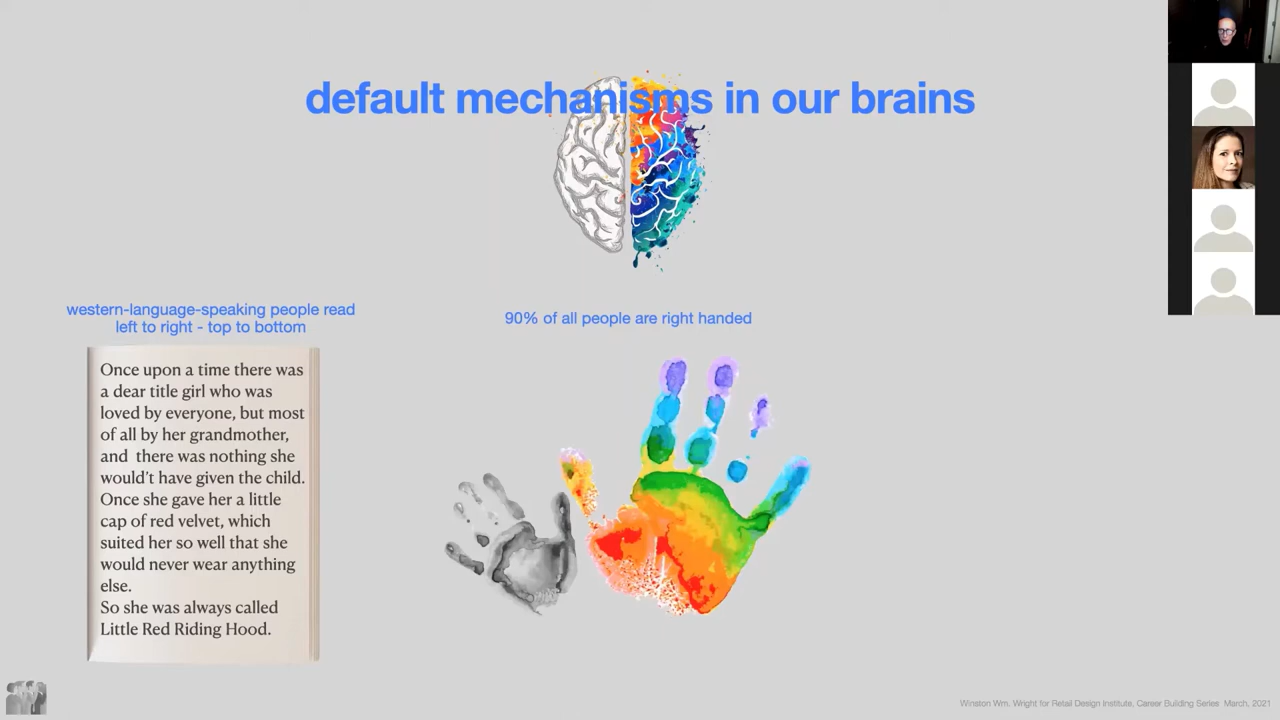 default mechanisms in our brains
western-language-speaking people read
left to right - top to bottom
90% of all people are right handed
Once upon a time there was
a dear title girl who was
loved by everyone, but most
of all by her grandmother,
and there was nothing she
would't have given the child.
Once she gave her a little
cap of red velvet, which
suited her so well that she
would never wear anything
else.
So she was always called
Little Red Riding Hood.
Winston Wm. Wright for Retail Design Institute, Career Building Series March, 2021